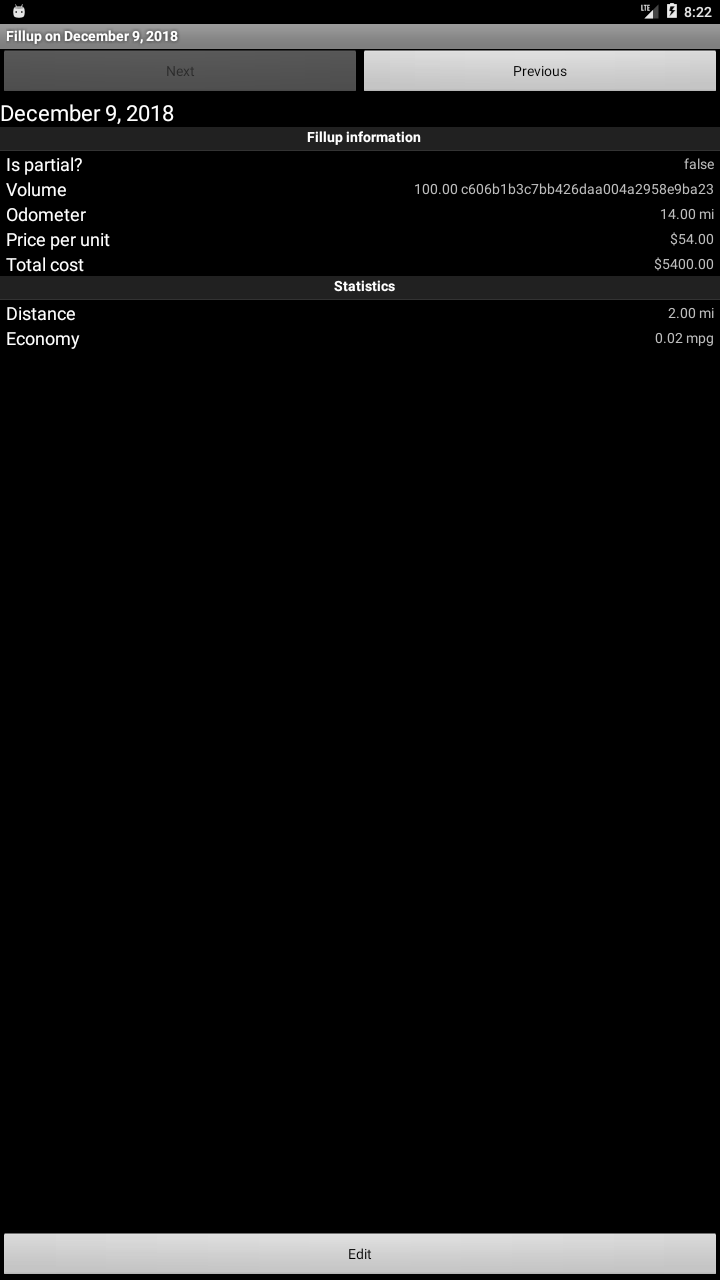 LTE 8:22
Fillup on December 9, 2018
Next Previous
December 9, 2018
Fillup information
Is partial? false
Volume 100.00 c606b1b3c7bb426daa004a2958e9ba23
Odometer 14.00 mi
Price per unit $54.00
Total cost $5400.00
Statistics
Distance 2.00 mi
Economy 0.02 mpg
Edit